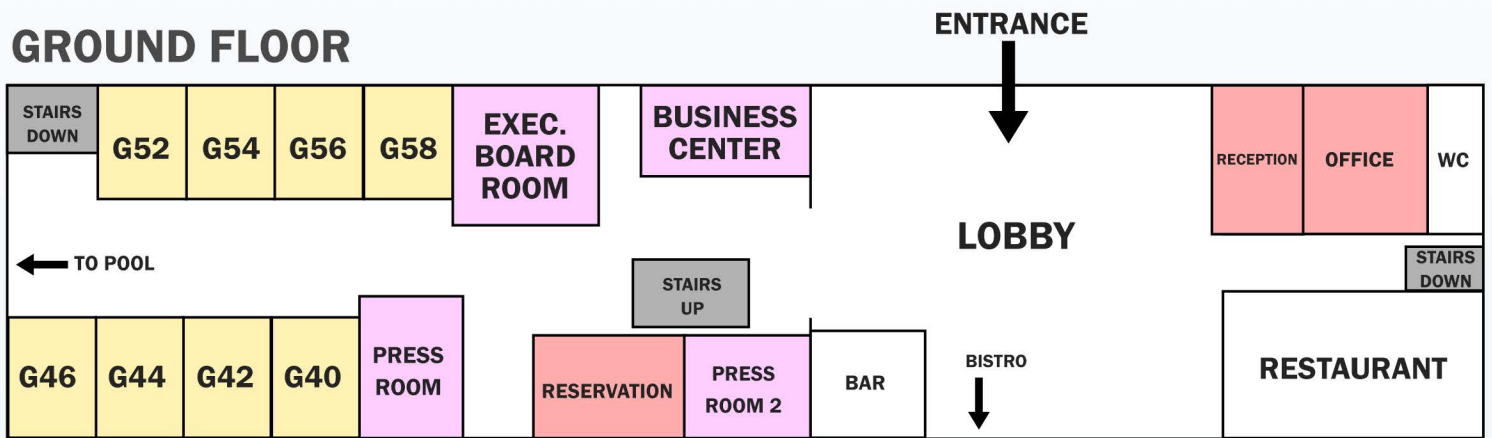 ENTRANCE
GROUND FLOOR
STAIRS
DOWN
G52
G54
G56
G58
EXEC.
BOARD
ROOM
BUSINESS
CENTER
RECEPTION
OFFICE
WC
LOBBY
TO POOL
STAIRS
UP
STAIRS
DOWN
G46
G44
G42
G40
PRESS
ROOM
RESERVATION
PRESS
ROOM 2
BAR
BISTRO
RESTAURANT